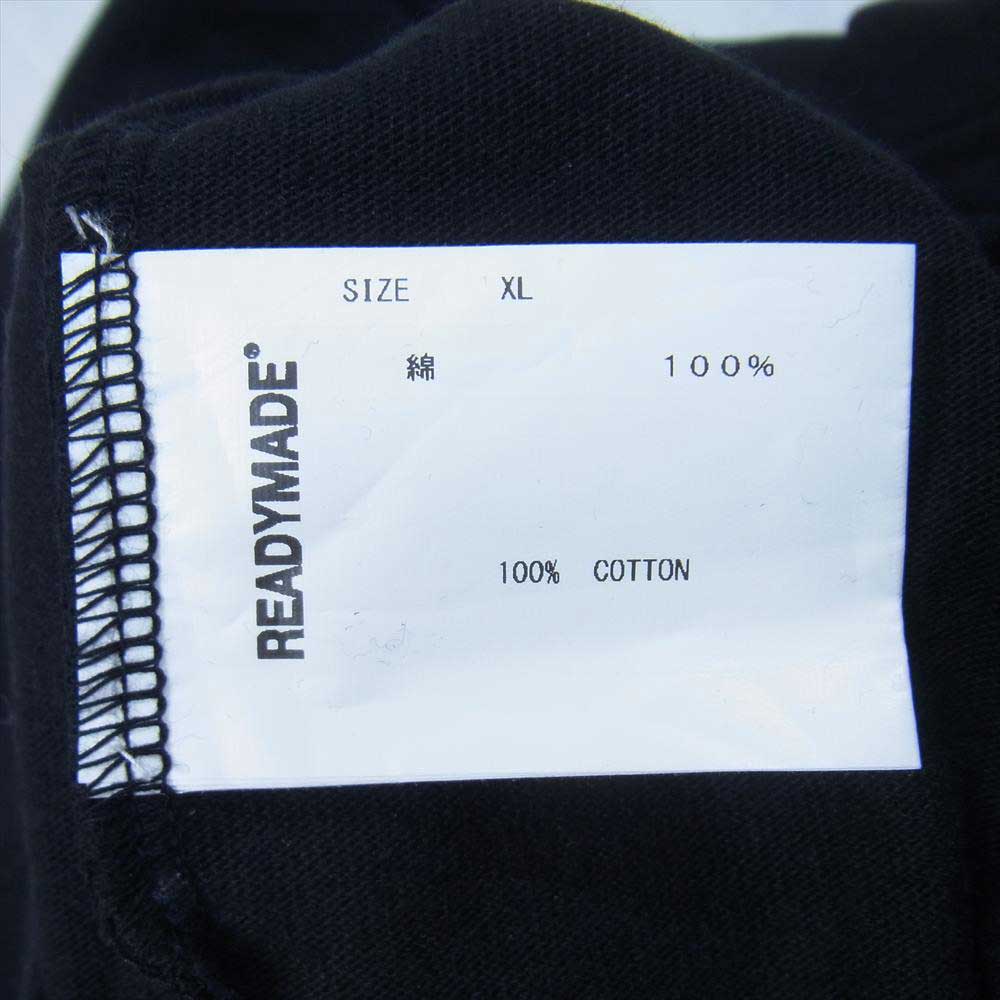 SIZE XL
綿 １００％
100% COTTON
READYMADE®